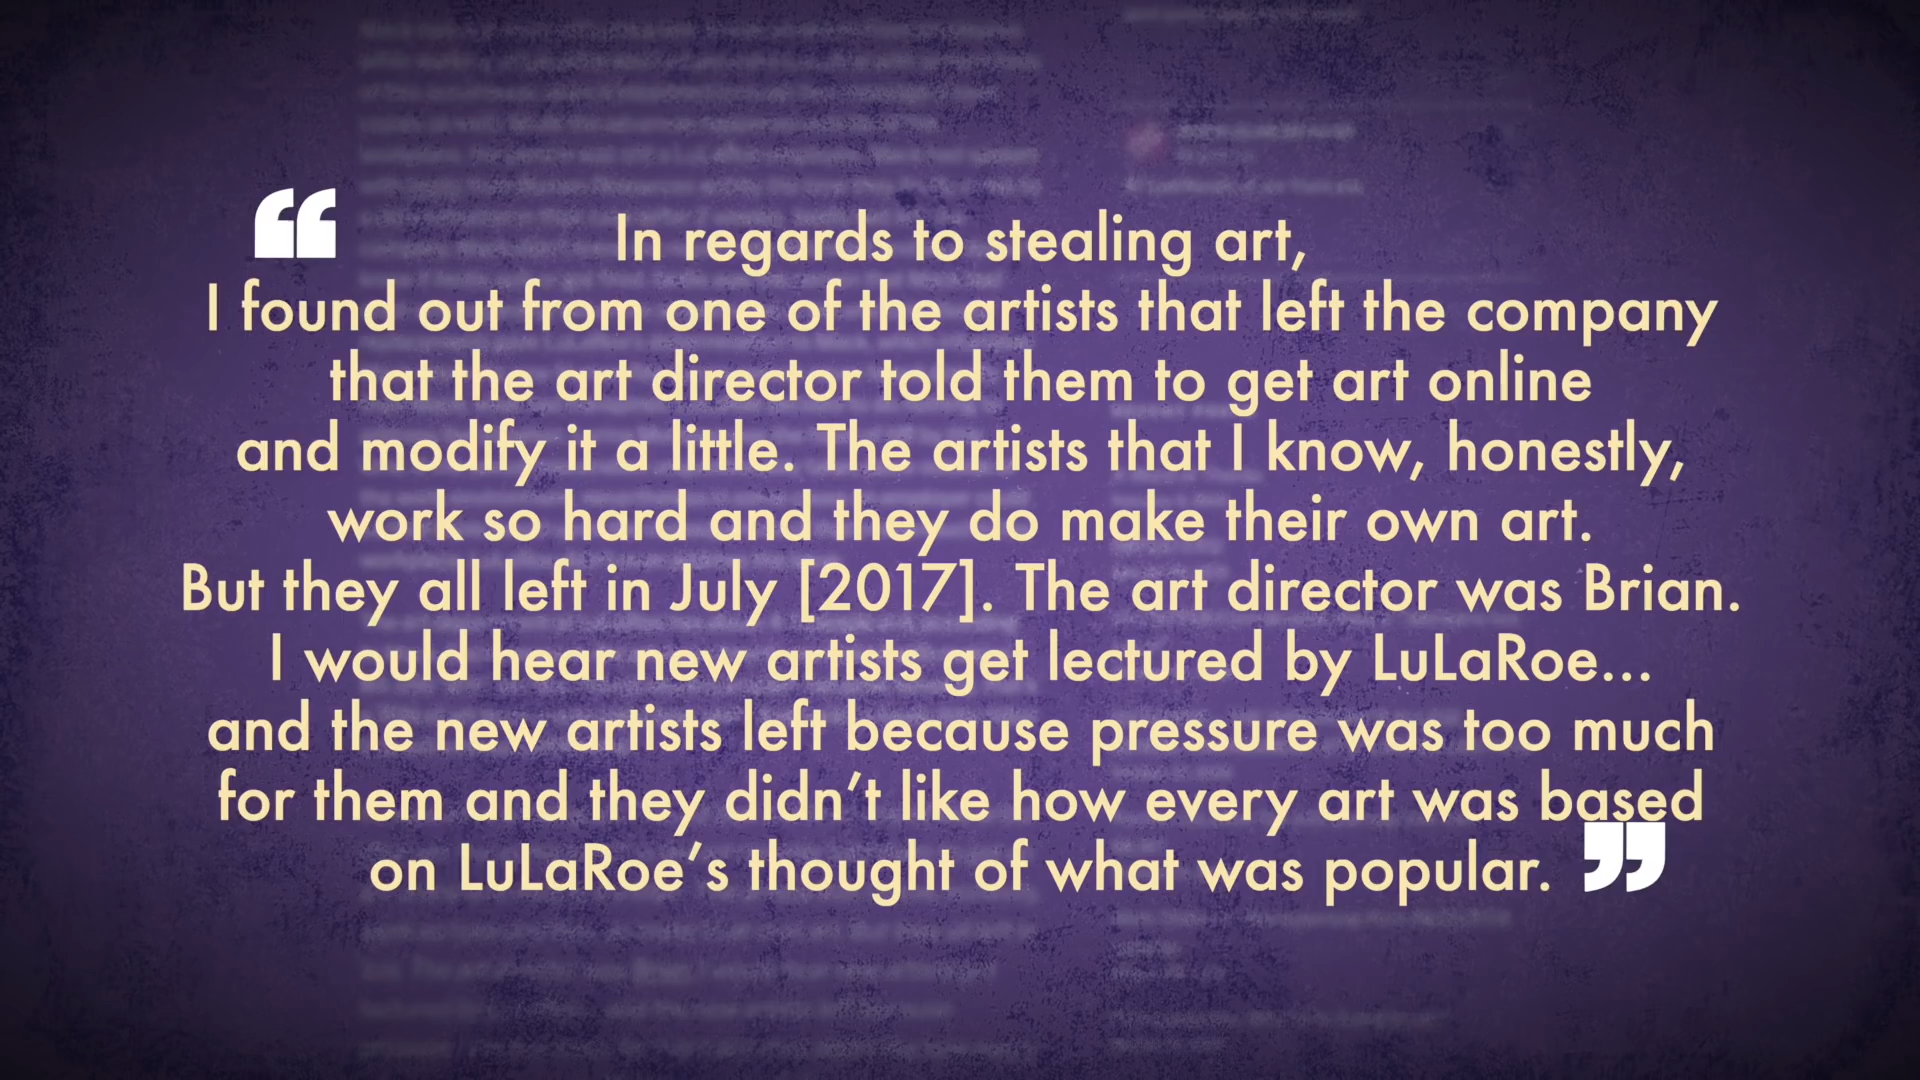 “ In regards to stealing art,
I found out from one of the artists that left the company
that the art director told them to get art online
and modify it a little. The artists that I know, honestly,
work so hard and they do make their own art.
But they all left in July [2017]. The art director was Brian.
I would hear new artists get lectured by LuLaRoe...
and the new artists left because pressure was too much
for them and they didn’t like how every art was based
on LuLaRoe’s thought of what was popular. ”